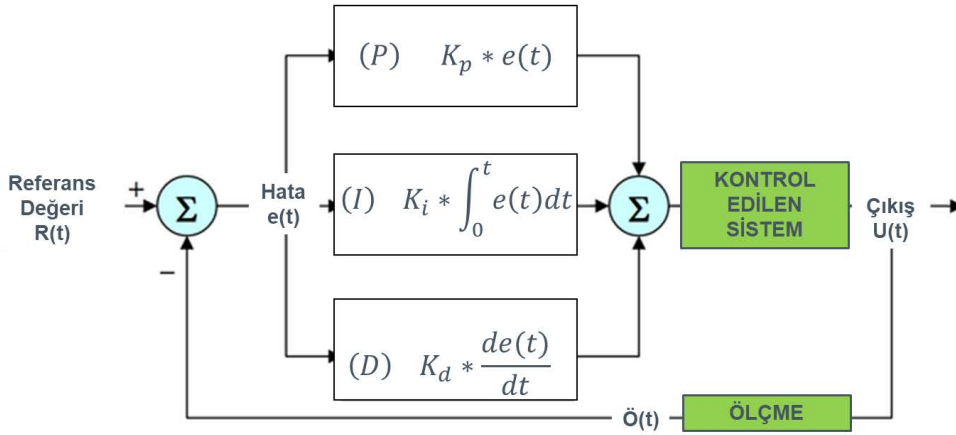 (P) K_p * e(t)
Referans
Değeri
R(t)
+
−
Σ
Hata
e(t)
(I) K_i * ∫_0^t e(t)dt
Σ
KONTROL
EDİLEN
SİSTEM
Çıkış
U(t)
(D) K_d * de(t)/dt
Ö(t)
ÖLÇME